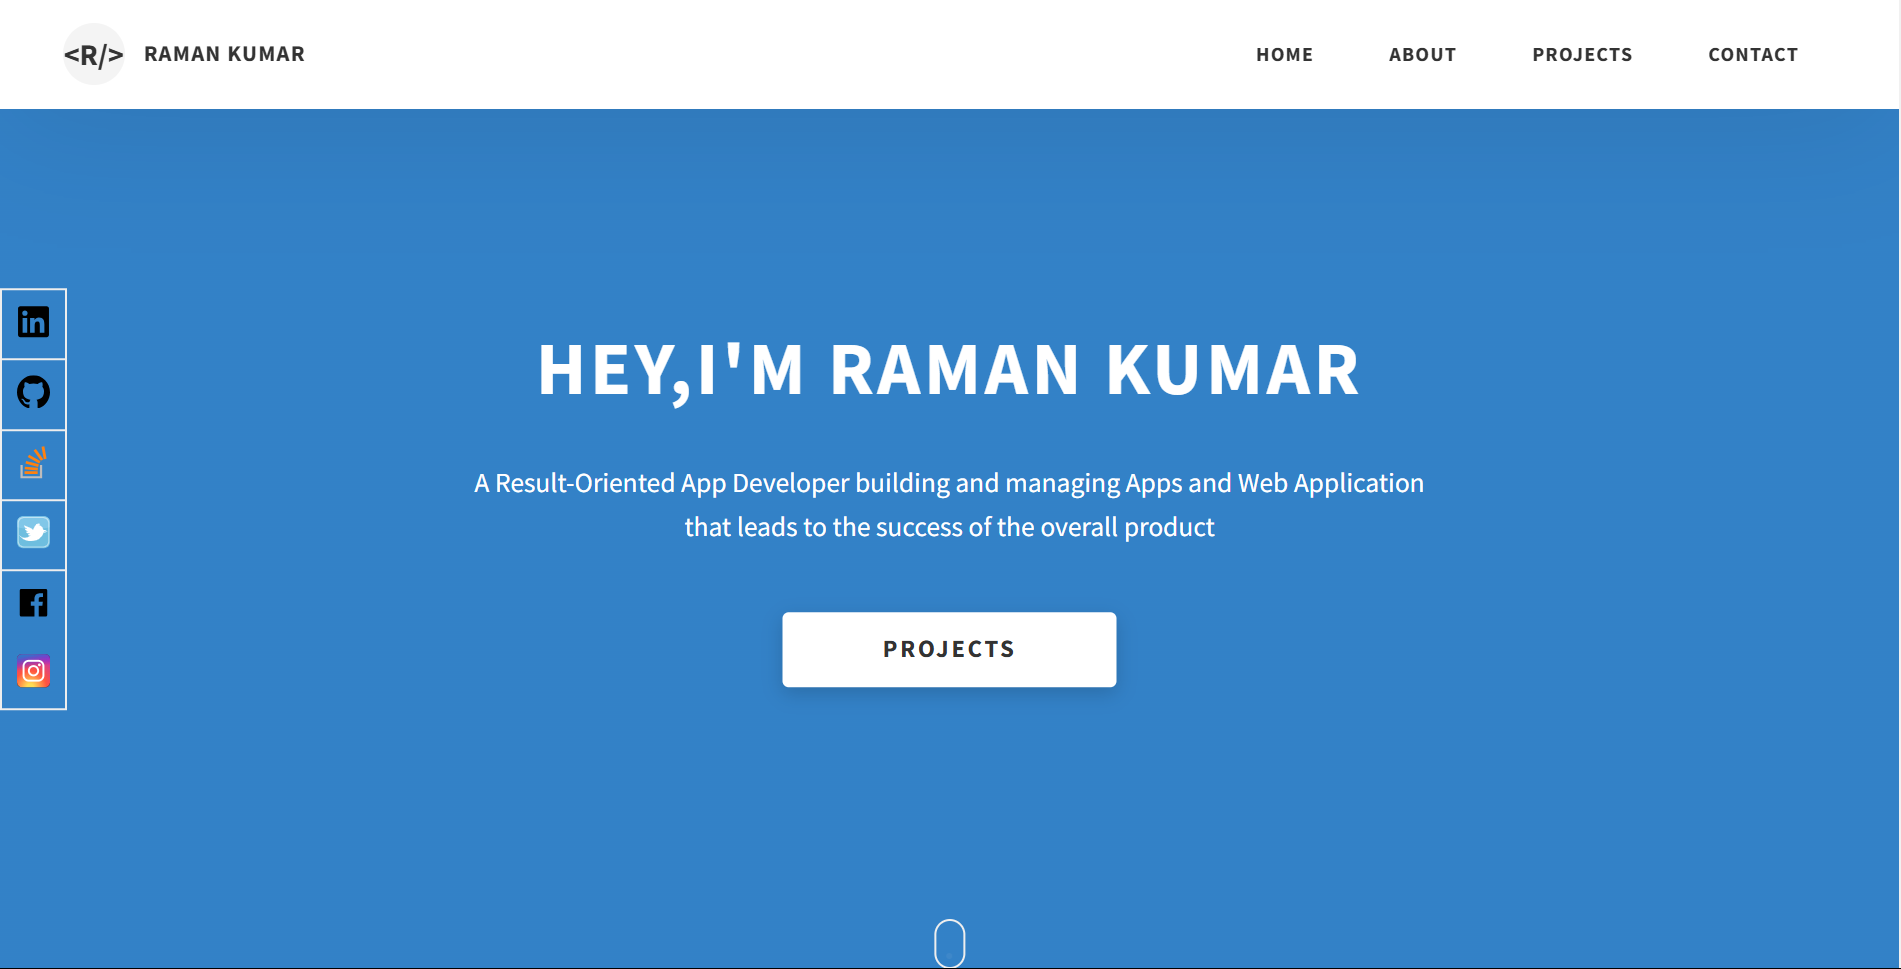 <R/> RAMAN KUMAR
HOME ABOUT PROJECTS CONTACT
in
HEY,I'M RAMAN KUMAR
A Result-Oriented App Developer building and managing Apps and Web Application
that leads to the success of the overall product
PROJECTS